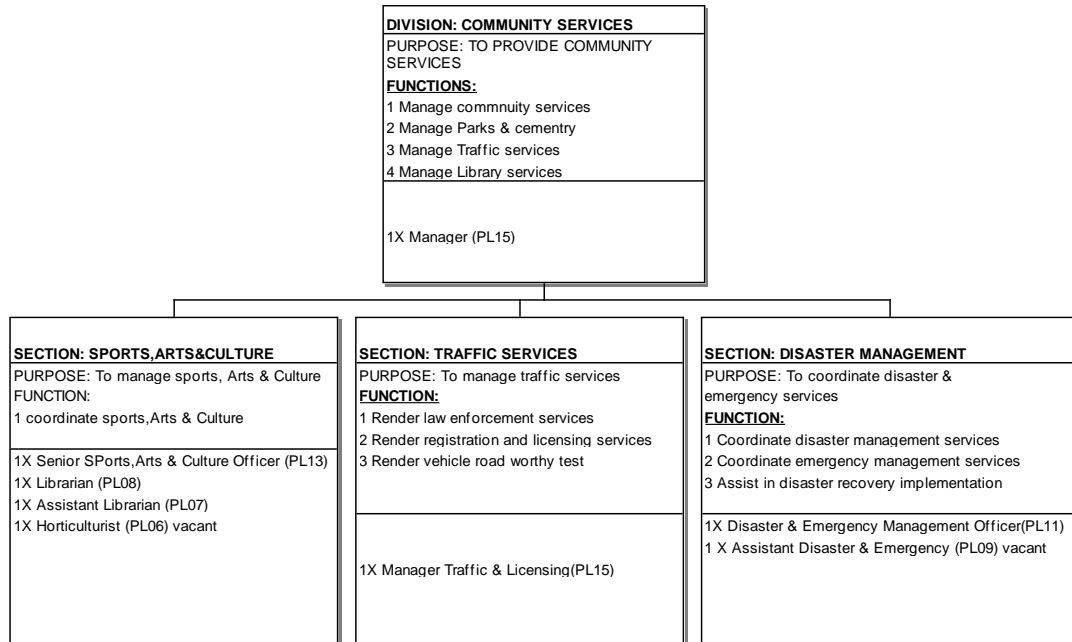 DIVISION: COMMUNITY SERVICES
PURPOSE: TO PROVIDE COMMUNITY
SERVICES
FUNCTIONS:
1 Manage commnuity services
2 Manage Parks & cementry
3 Manage Traffic services
4 Manage Library services
1X Manager (PL15)
SECTION: SPORTS,ARTS&CULTURE
PURPOSE: To manage sports, Arts & Culture
FUNCTION:
1 coordinate sports,Arts & Culture
1X Senior SPorts,Arts & Culture Officer (PL13)
1X Librarian (PL08)
1X Assistant Librarian (PL07)
1X Horticulturist (PL06) vacant
SECTION: TRAFFIC SERVICES
PURPOSE: To manage traffic services
FUNCTION:
1 Render law enforcement services
2 Render registration and licensing services
3 Render vehicle road worthy test
1X Manager Traffic & Licensing(PL15)
SECTION: DISASTER MANAGEMENT
PURPOSE: To coordinate disaster &
emergency services
FUNCTION:
1 Coordinate disaster management services
2 Coordinate emergency management services
3 Assist in disaster recovery implementation
1X Disaster & Emergency Management Officer(PL11)
1 X Assistant Disaster & Emergency (PL09) vacant